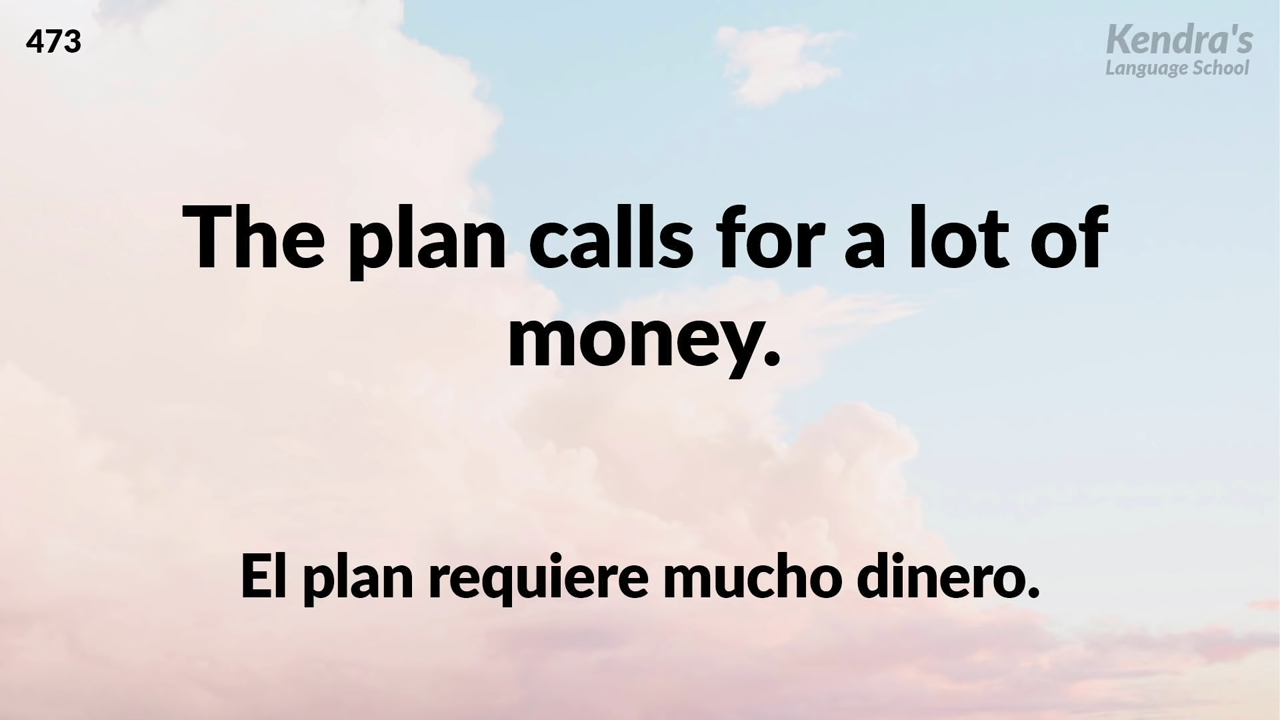 473
Kendra's
Language School
The plan calls for a lot of
money.
El plan requiere mucho dinero.